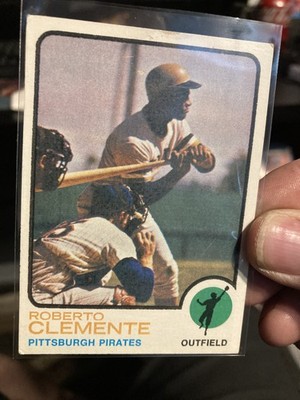 ROBERTO
CLEMENTE
PITTSBURGH PIRATES
OUTFIELD